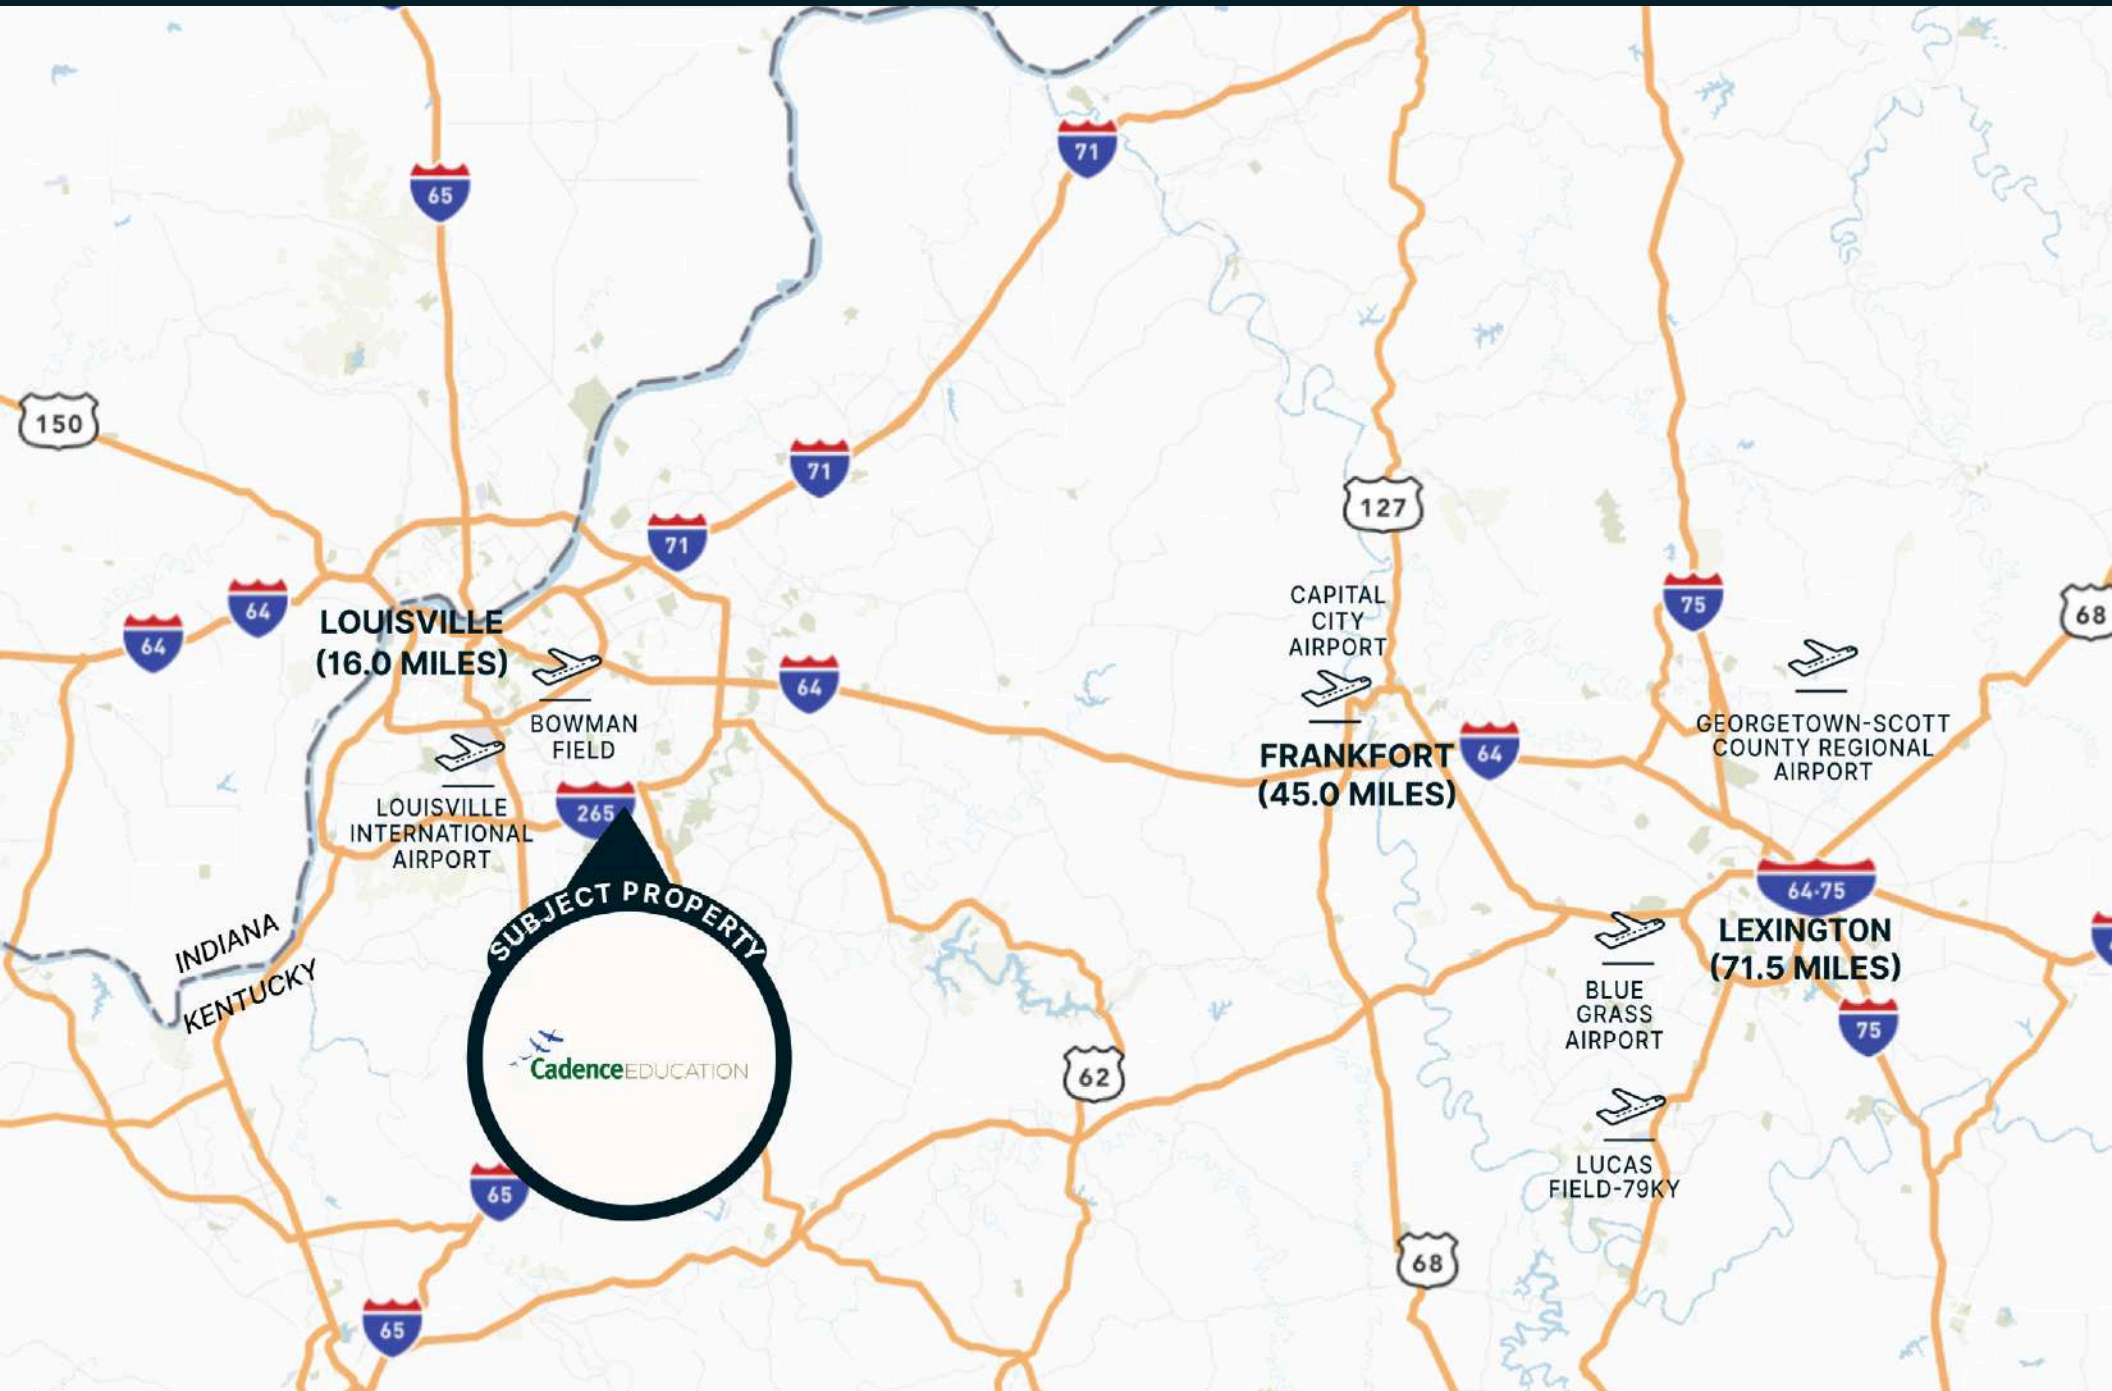 71
65
150
71
127
71
CAPITAL
CITY
AIRPORT
75
68
64
64
LOUISVILLE
(16.0 MILES)
64
BOWMAN
FIELD
FRANKFORT
(45.0 MILES)
64
GEORGETOWN-SCOTT
COUNTY REGIONAL
AIRPORT
LOUISVILLE
INTERNATIONAL
AIRPORT
265
64-75
LEXINGTON
(71.5 MILES)
SUBJECT PROPERTY
INDIANA
KENTUCKY
BLUE
GRASS
AIRPORT
75
CadenceEDUCATION
62
LUCAS
FIELD-79KY
65
68
65